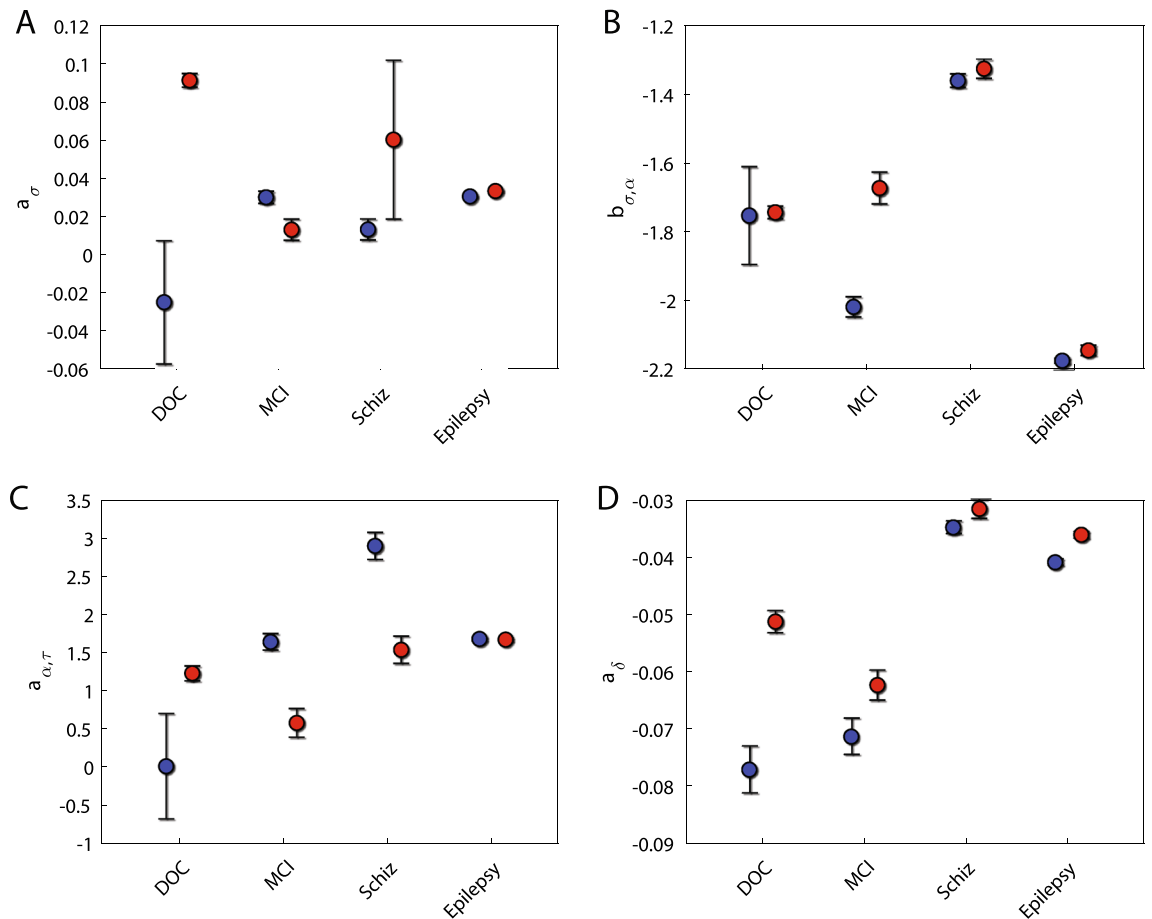 A
0.12
0.1
0.08
0.06
0.04
0.02
0
-0.02
-0.04
-0.06
aσ
DOC
MCI
Schiz
Epilepsy
B
-1.2
-1.4
-1.6
-1.8
-2
-2.2
bσ,α
DOC
MCI
Schiz
Epilepsy
C
3.5
3
2.5
2
1.5
1
0.5
0
-0.5
-1
aα,τ
DOC
MCI
Schiz
Epilepsy
D
-0.03
-0.04
-0.05
-0.06
-0.07
-0.08
-0.09
aδ
DOC
MCI
Schiz
Epilepsy